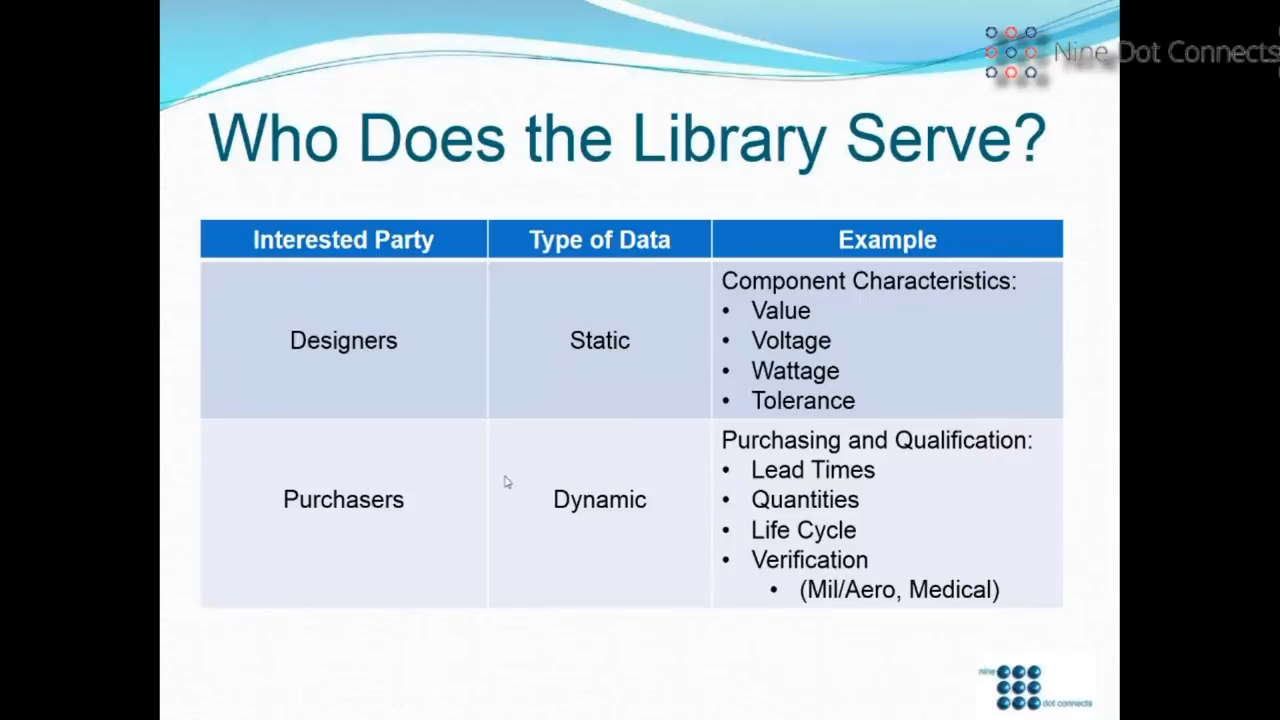 Nine Dot Connects
Who Does the Library Serve?
Interested Party
Type of Data
Example
Designers
Static
Component Characteristics:
• Value
• Voltage
• Wattage
• Tolerance
Purchasers
Dynamic
Purchasing and Qualification:
• Lead Times
• Quantities
• Life Cycle
• Verification
• (Mil/Aero, Medical)
nine
dot connects